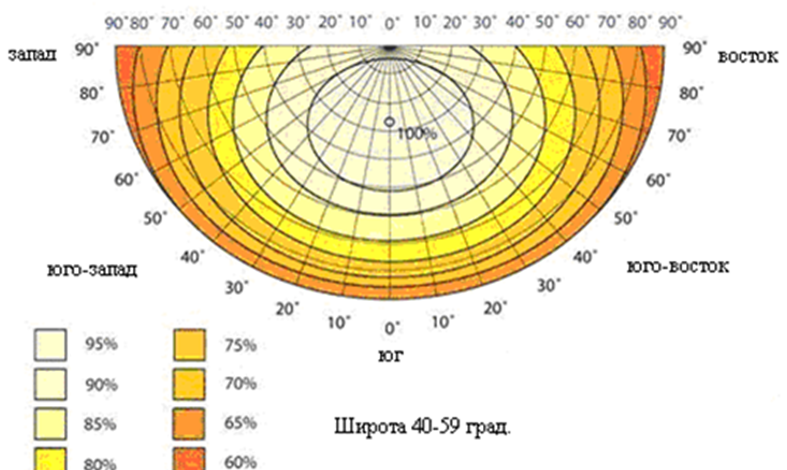 90° 80° 70° 60° 50° 40° 30° 20° 10° 0° 10° 20° 30° 40° 50° 60° 70° 80° 90°
запад 90° 90° восток
80° 80°
70° 70°
100%
60° 60°
50° 50°
40° 40°
юго-запад юго-восток
30° 30°
20° 20°
10° 10°
0°
юг
95% 75%
90% 70%
85% 65%
Широта 40-59 град.
80% 60%